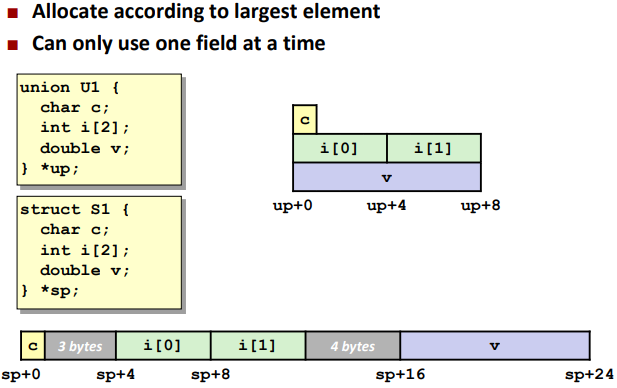 Allocate according to largest element
Can only use one field at a time
union U1 {
char c;
int i[2];
double v;
} *up;
c
i[0] i[1]
v
up+0 up+4 up+8
struct S1 {
char c;
int i[2];
double v;
} *sp;
c 3 bytes i[0] i[1] 4 bytes v
sp+0 sp+4 sp+8 sp+16 sp+24